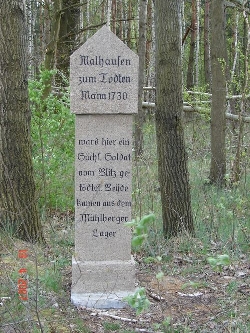 Malhausen
zum Todten
Mann 1730
ward hier ein
Sächs. Soldat
vom Blitz ge
tödtet. Beide
kamen aus dem
Mühlberger
Lager